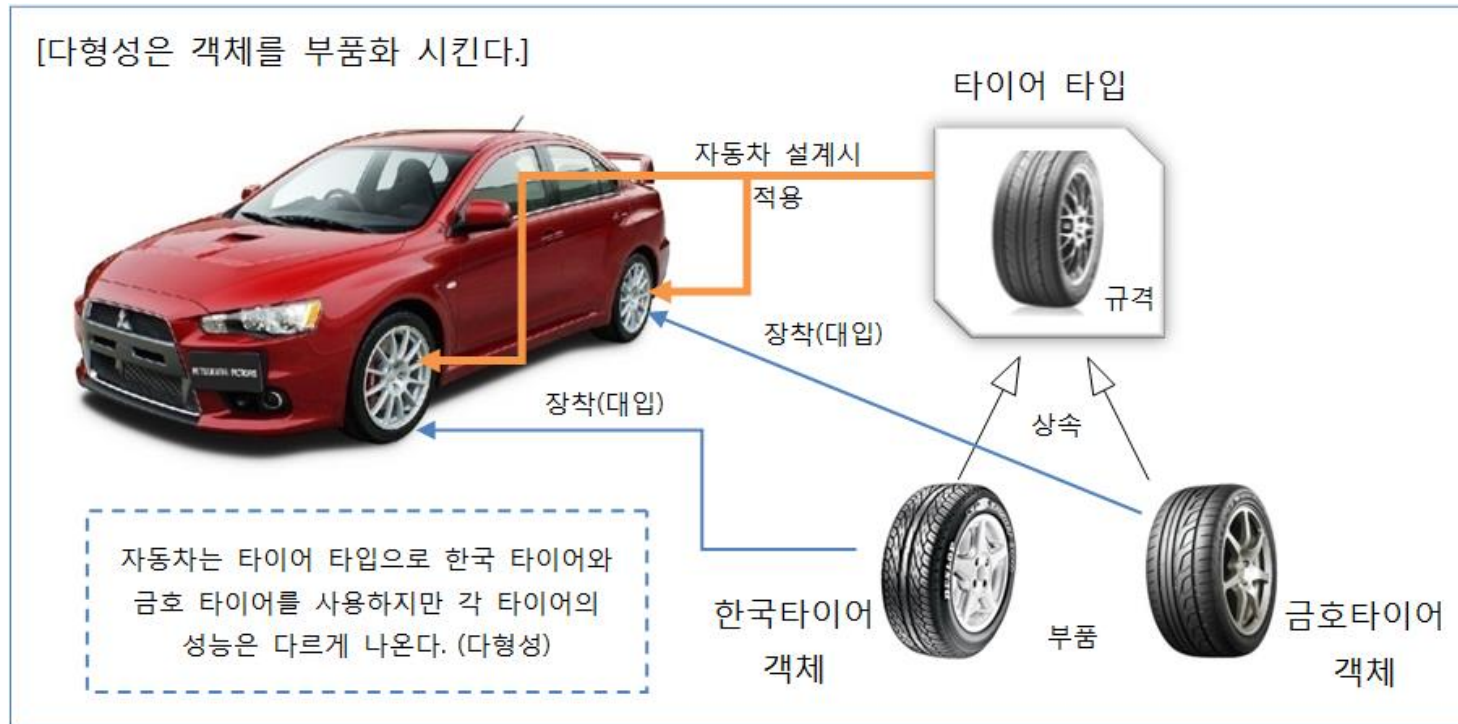 [다형성은 객체를 부품화 시킨다.]
타이어 타입
자동차 설계시
적용
규격
장착(대입)
장착(대입)
상속
자동차는 타이어 타입으로 한국 타이어와
금호 타이어를 사용하지만 각 타이어의
성능은 다르게 나온다. (다형성)
한국타이어
객체
부품
금호타이어
객체